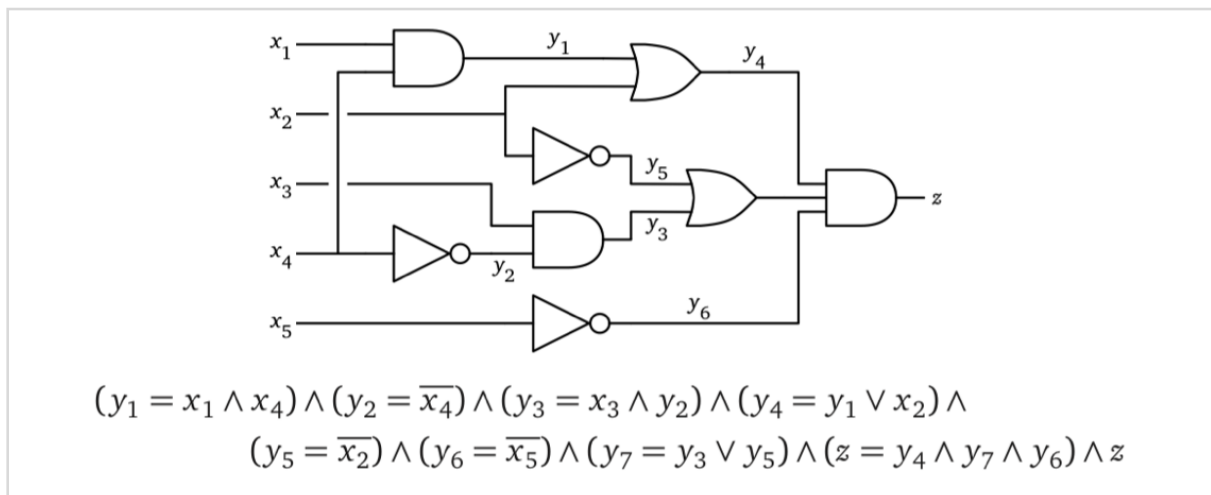 x₁
y₁
y₄
x₂
y₅
x₃
z
y₃
x₄
y₂
y₆
x₅
(y₁ = x₁ ∧ x₄) ∧ (y₂ = x̅₄) ∧ (y₃ = x₃ ∧ y₂) ∧ (y₄ = y₁ ∨ x₂) ∧
(y₅ = x̅₂) ∧ (y₆ = x̅₅) ∧ (y₇ = y₃ ∨ y₅) ∧ (z = y₄ ∧ y₇ ∧ y₆) ∧ z